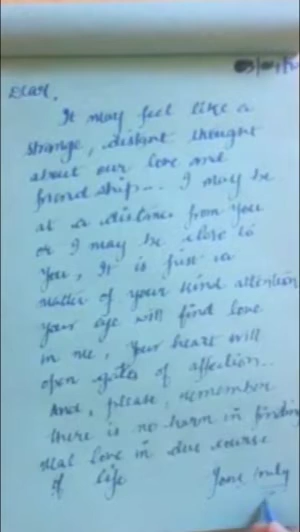 Dear,
It may feel like a
strange, distant thought
about our love and
friend ship... I may be
at a distance from you
or I may be close to
you, It is just a
matter of your kind attention
your eye will find love
in me, your heart will
open gates of affection...
And, please, remember
there is no harm in finding
real love in due course
of life
Yours truly